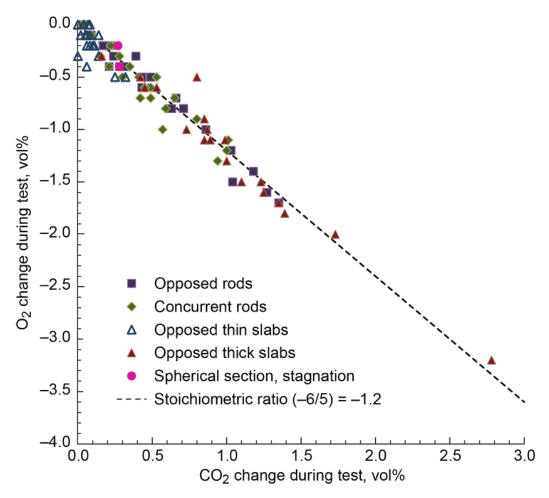 0.0
–0.5
–1.0
–1.5
–2.0
–2.5
–3.0
–3.5
–4.0
O2 change during test, vol%
Opposed rods
Concurrent rods
Opposed thin slabs
Opposed thick slabs
Spherical section, stagnation
Stoichiometric ratio (–6/5) = –1.2
0.0 0.5 1.0 1.5 2.0 2.5 3.0
CO2 change during test, vol%